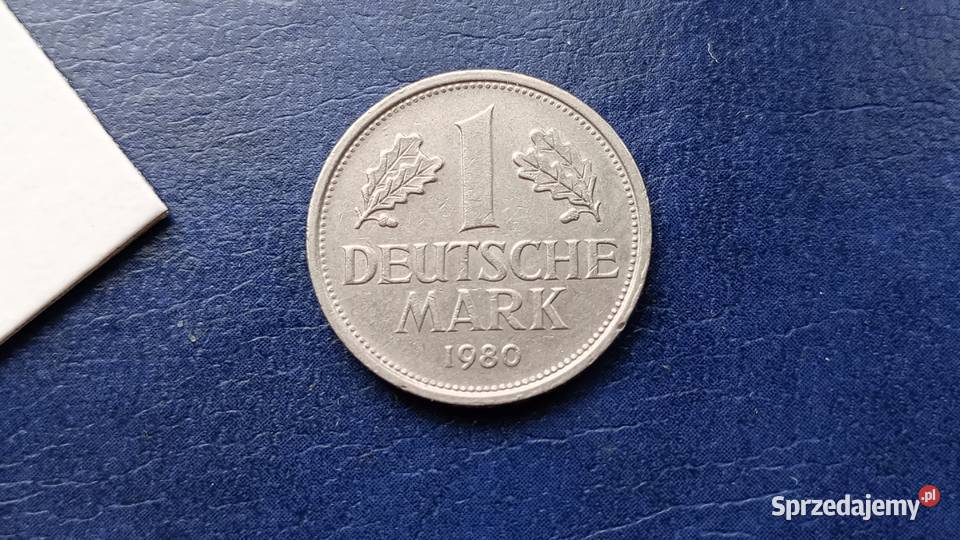 1
DEUTSCHE
MARK
1980
Sprzedajemy.pl